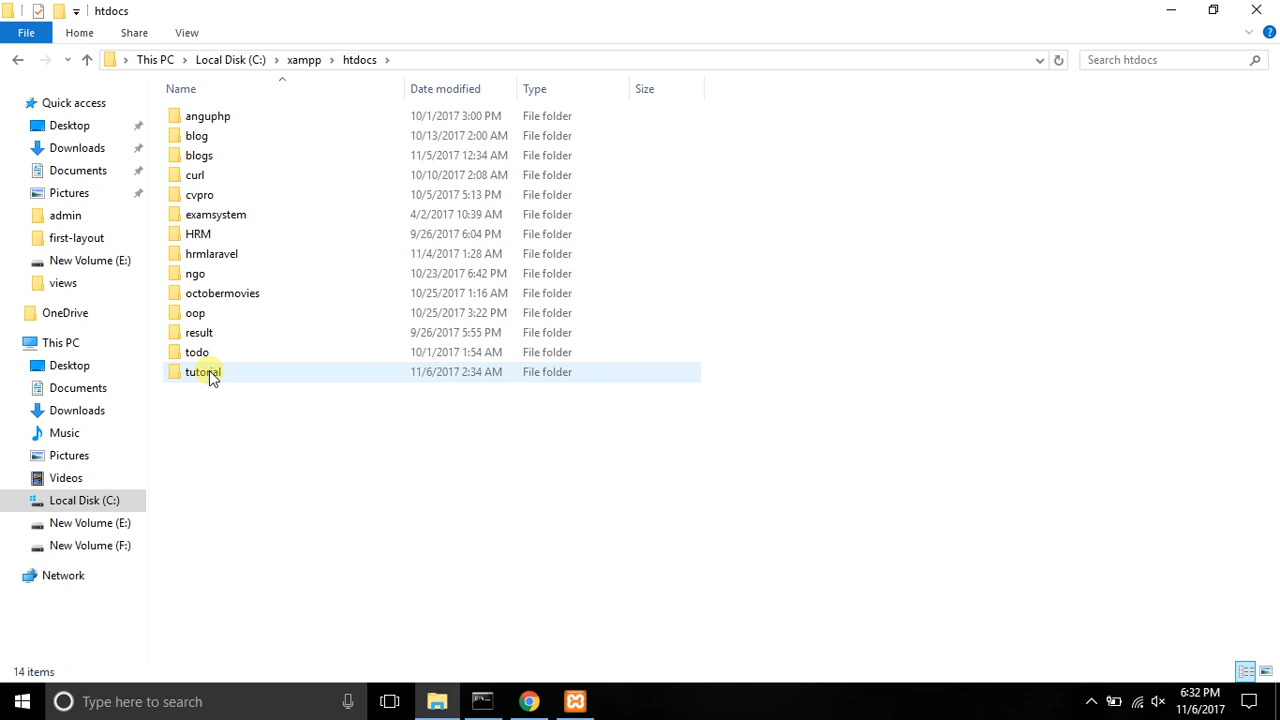 htdocs
File Home Share View
This PC Local Disk (C:) xampp htdocs Search htdocs
Name Date modified Type Size
Quick access
Desktop
Downloads
Documents
Pictures
admin
first-layout
New Volume (E:)
views
OneDrive
This PC
Desktop
Documents
Downloads
Music
Pictures
Videos
Local Disk (C:)
New Volume (E:)
New Volume (F:)
Network
anguphp 10/1/2017 3:00 PM File folder
blog 10/13/2017 2:00 AM File folder
blogs 11/5/2017 12:34 AM File folder
curl 10/10/2017 2:08 AM File folder
cvpro 10/5/2017 5:13 PM File folder
examsystem 4/2/2017 10:39 AM File folder
HRM 9/26/2017 6:04 PM File folder
hrmlaravel 11/4/2017 1:28 AM File folder
ngo 10/23/2017 6:42 PM File folder
octobermovies 10/25/2017 1:16 AM File folder
oop 10/25/2017 3:22 PM File folder
result 9/26/2017 5:55 PM File folder
todo 10/1/2017 1:54 AM File folder
tutorial 11/6/2017 2:34 AM File folder
14 items
Type here to search
6:32 PM
11/6/2017